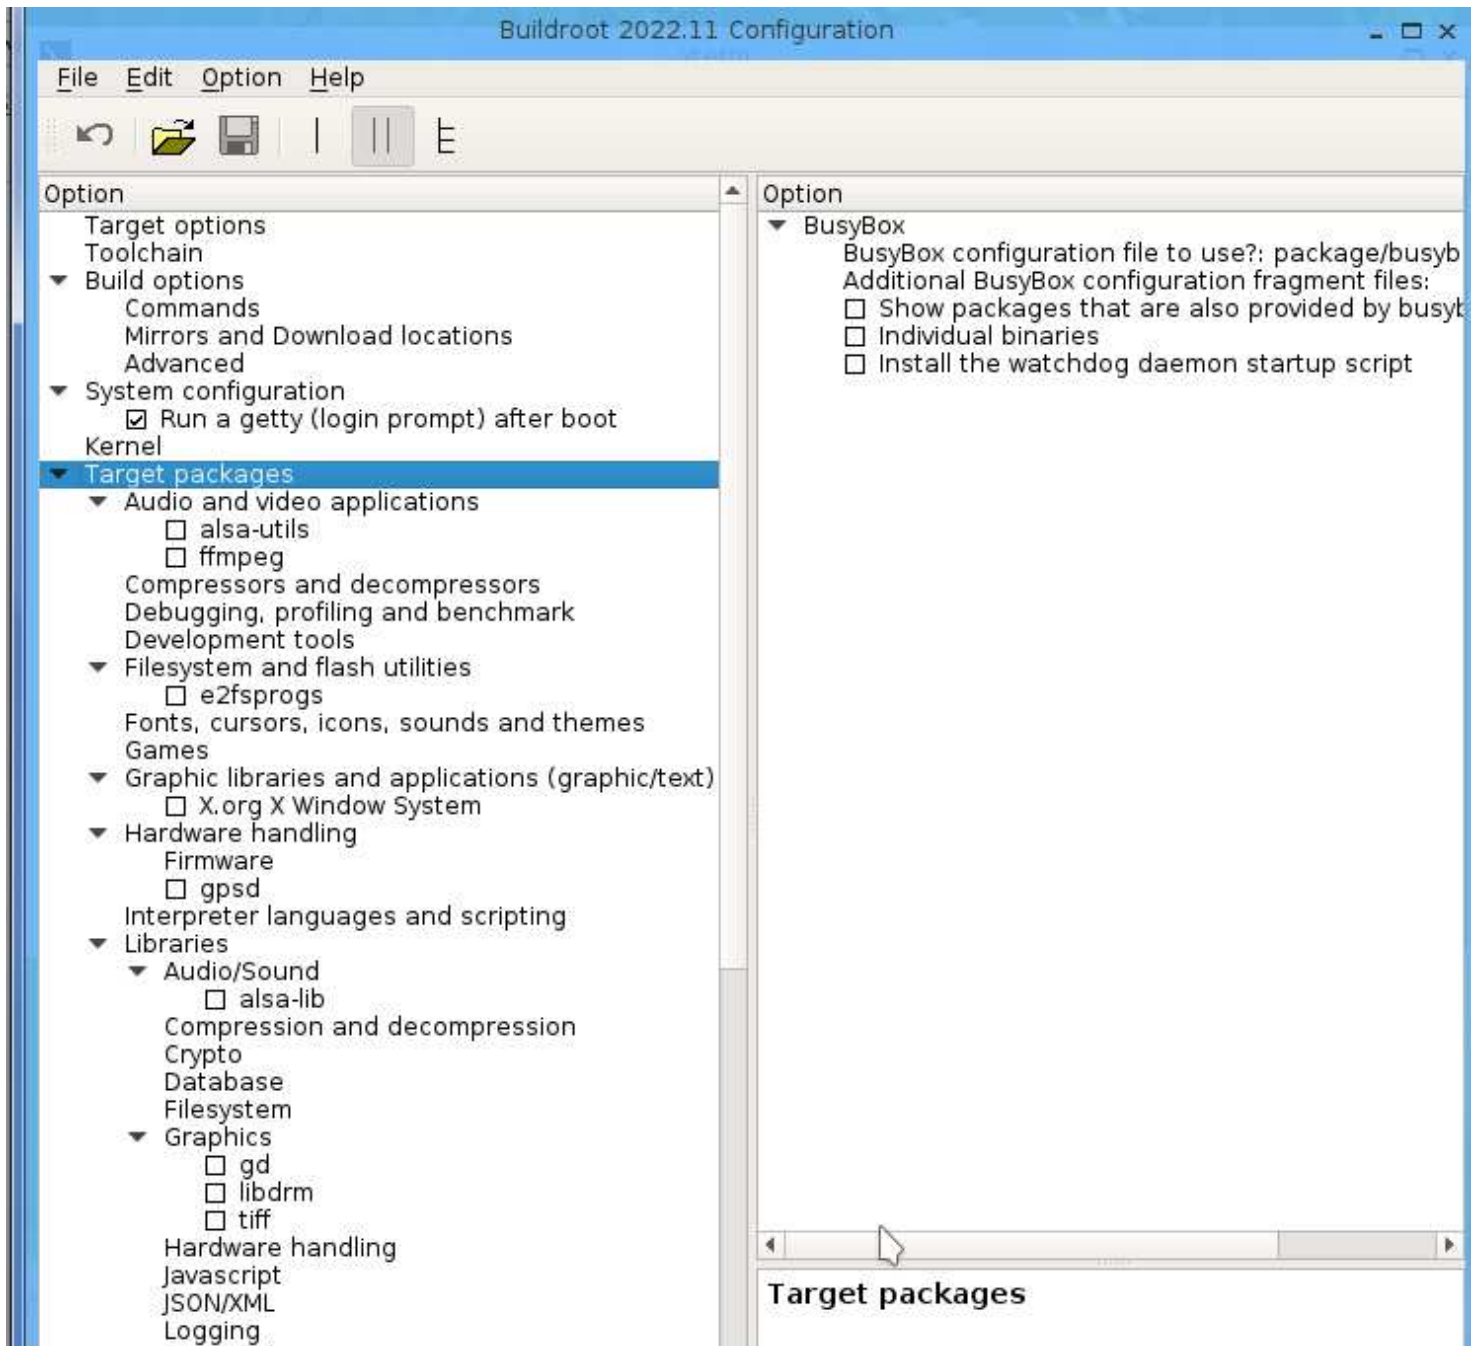 Buildroot 2022.11 Configuration
File Edit Option Help
Option
Target options
Toolchain
Build options
Commands
Mirrors and Download locations
Advanced
System configuration
Run a getty (login prompt) after boot
Kernel
Target packages
Audio and video applications
alsa-utils
ffmpeg
Compressors and decompressors
Debugging, profiling and benchmark
Development tools
Filesystem and flash utilities
e2fsprogs
Fonts, cursors, icons, sounds and themes
Games
Graphic libraries and applications (graphic/text)
X.org X Window System
Hardware handling
Firmware
gpsd
Interpreter languages and scripting
Libraries
Audio/Sound
alsa-lib
Compression and decompression
Crypto
Database
Filesystem
Graphics
gd
libdrm
tiff
Hardware handling
Javascript
JSON/XML
Logging
Option
BusyBox
BusyBox configuration file to use?: package/busyb
Additional BusyBox configuration fragment files:
Show packages that are also provided by busyb
Individual binaries
Install the watchdog daemon startup script
Target packages